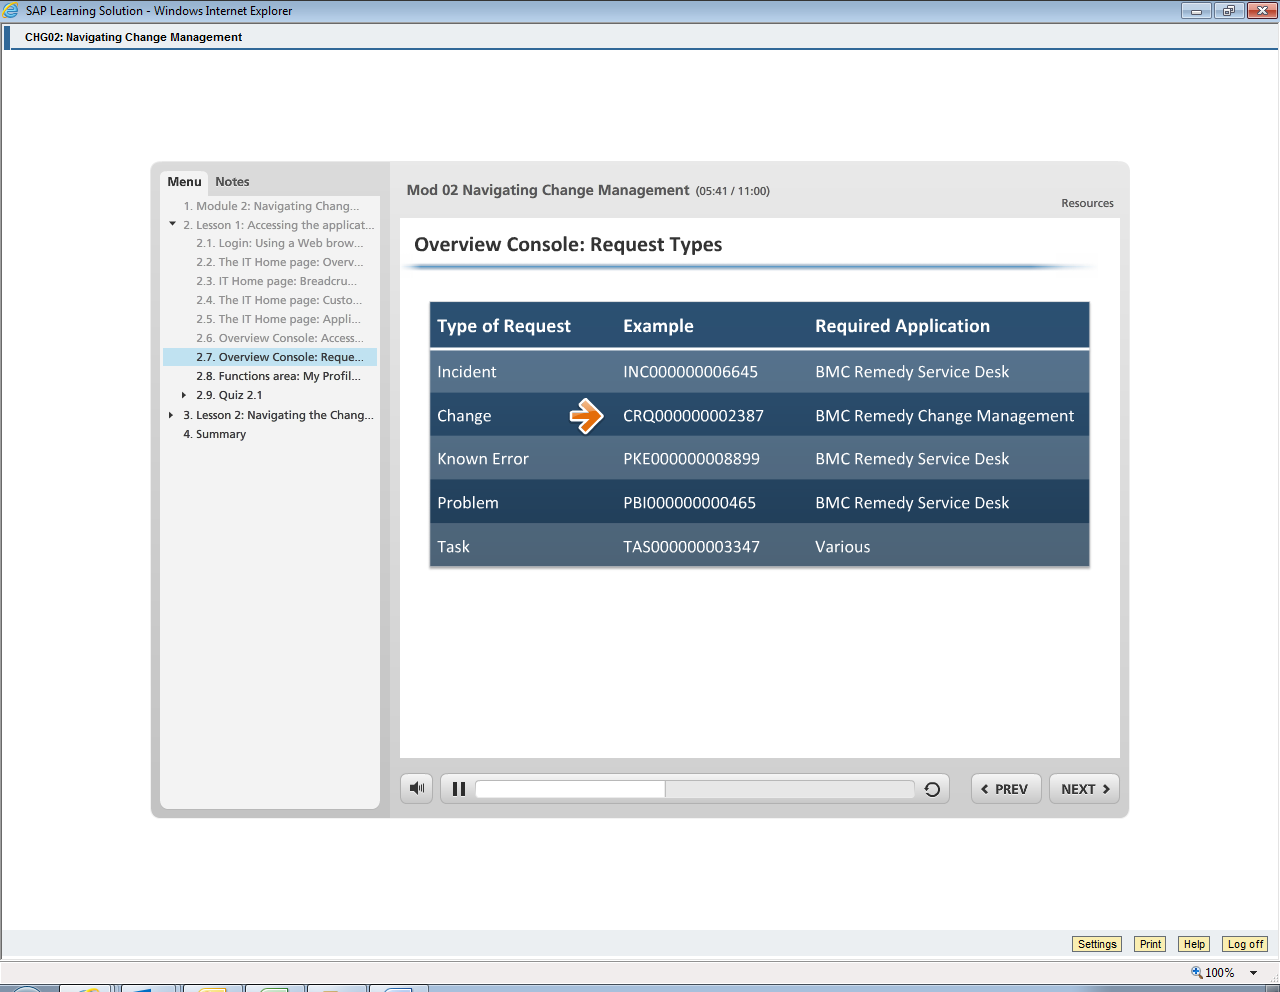 SAP Learning Solution - Windows Internet Explorer
CHG02: Navigating Change Management
Menu Notes
1. Module 2: Navigating Chang...
2. Lesson 1: Accessing the applicat...
2.1. Login: Using a Web brow...
2.2. The IT Home page: Overv...
2.3. IT Home page: Breadcru...
2.4. The IT Home page: Custo...
2.5. The IT Home page: Appli...
2.6. Overview Console: Access...
2.7. Overview Console: Reque...
2.8. Functions area: My Profil...
2.9. Quiz 2.1
3. Lesson 2: Navigating the Chang...
4. Summary
Mod 02 Navigating Change Management (05:41 / 11:00)
Resources
Overview Console: Request Types
Type of Request Example Required Application
Incident INC000000006645 BMC Remedy Service Desk
Change CRQ000000002387 BMC Remedy Change Management
Known Error PKE000000008899 BMC Remedy Service Desk
Problem PBI000000000465 BMC Remedy Service Desk
Task TAS000000003347 Various
PREV NEXT
Settings Print Help Log off
100%